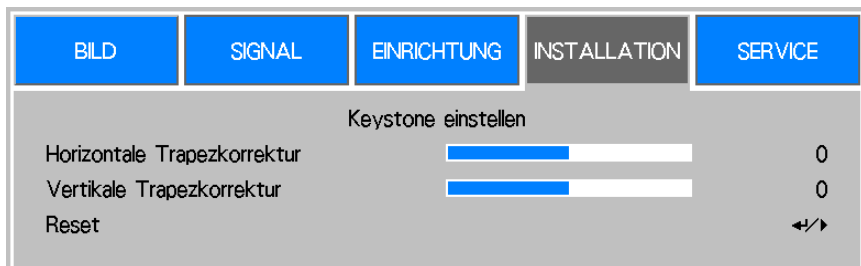 BILD SIGNAL EINRICHTUNG INSTALLATION SERVICE
Keystone einstellen
Horizontale Trapezkorrektur 0
Vertikale Trapezkorrektur 0
Reset ↵/▶